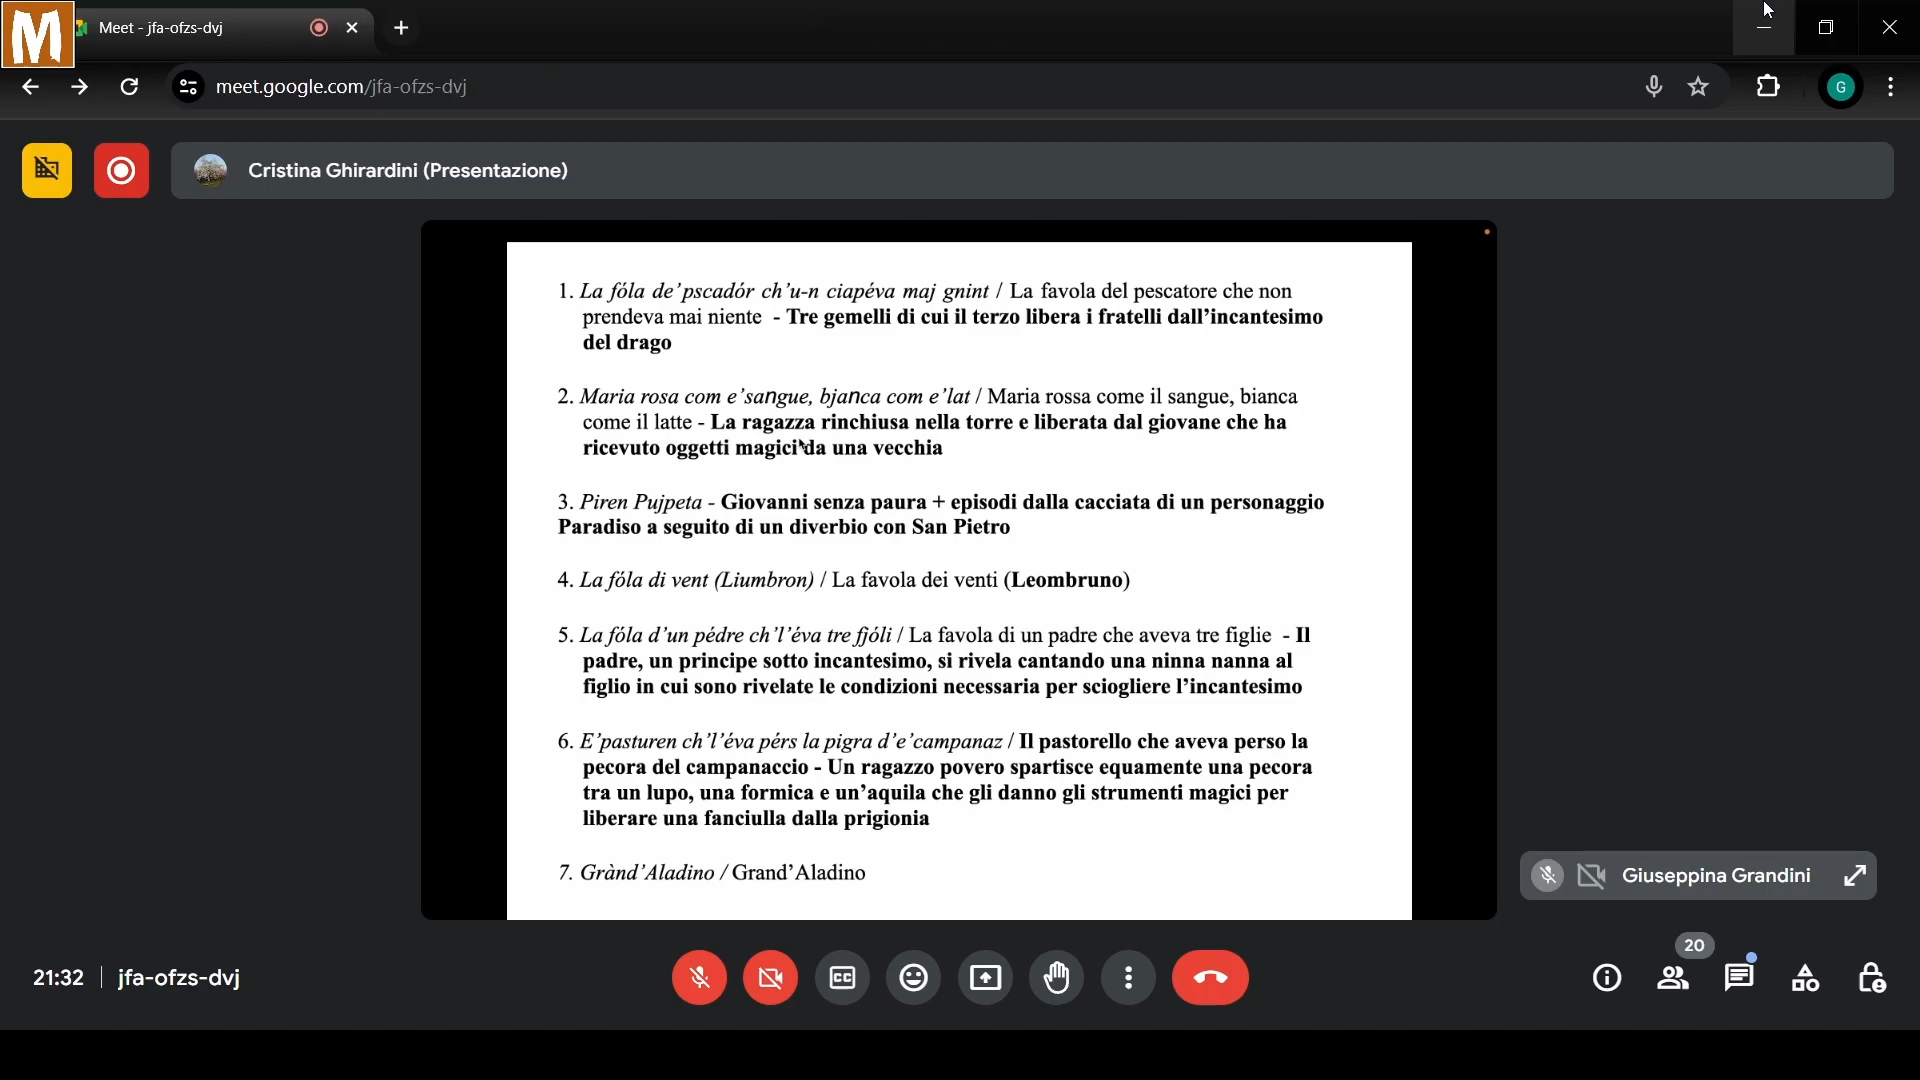 M
Meet - jfa-ofzs-dvj
meet.google.com/jfa-ofzs-dvj
G
Cristina Ghirardini (Presentazione)
1. La fóla de’pscadór ch’u-n ciapéva maj gnint / La favola del pescatore che non
prendeva mai niente - Tre gemelli di cui il terzo libera i fratelli dall’incantesimo
del drago
2. Maria rosa com e’sangue, bjanca com e’lat / Maria rossa come il sangue, bianca
come il latte - La ragazza rinchiusa nella torre e liberata dal giovane che ha
ricevuto oggetti magici da una vecchia
3. Piren Pujpeta - Giovanni senza paura + episodi dalla cacciata di un personaggio
Paradiso a seguito di un diverbio con San Pietro
4. La fóla di vent (Liumbron) / La favola dei venti (Leombruno)
5. La fóla d’un pédre ch’l’éva tre fjóli / La favola di un padre che aveva tre figlie - Il
padre, un principe sotto incantesimo, si rivela cantando una ninna nanna al
figlio in cui sono rivelate le condizioni necessaria per sciogliere l’incantesimo
6. E’pasturen ch’l’éva pérs la pigra d’e’campanaz / Il pastorello che aveva perso la
pecora del campanaccio - Un ragazzo povero spartisce equamente una pecora
tra un lupo, una formica e un’aquila che gli danno gli strumenti magici per
liberare una fanciulla dalla prigionia
7. Grànd’Aladino / Grand’Aladino
Giuseppina Grandini
20
21:32 jfa-ofzs-dvj
CC